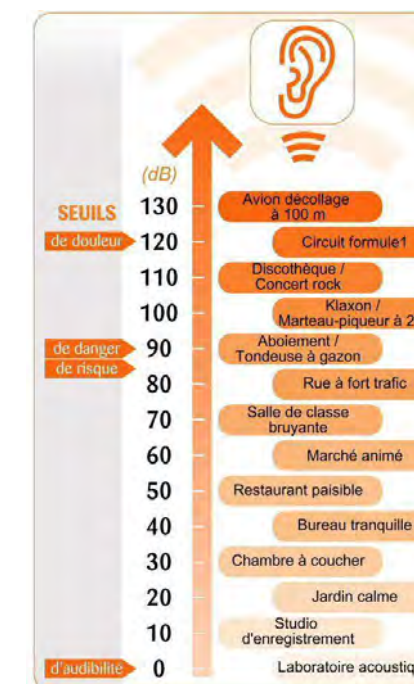 (dB)
SEUILS
130
Avion décollage
à 100 m
de douleur
120
Circuit formule1
110
Discothèque /
Concert rock
100
Klaxon /
Marteau-piqueur à 2
de danger
90
Aboiement /
Tondeuse à gazon
de risque
80
Rue à fort trafic
70
Salle de classe
bruyante
60
Marché animé
50
Restaurant paisible
40
Bureau tranquille
30
Chambre à coucher
20
Jardin calme
10
Studio
d'enregistrement
d'audibilité
0
Laboratoire acoustiq